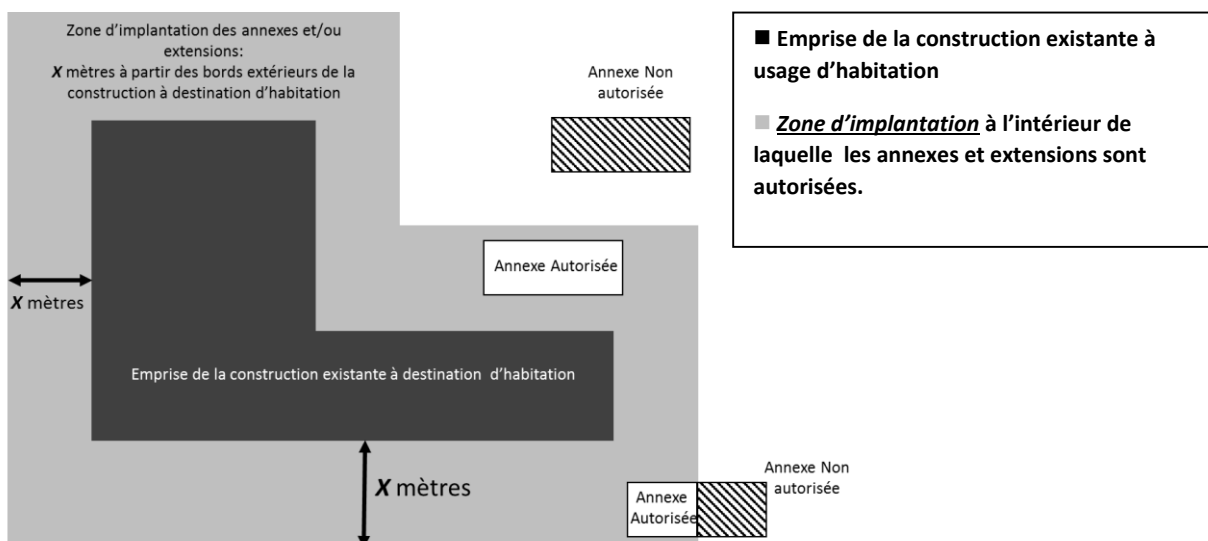 Zone d’implantation des annexes et/ou
extensions:
X mètres à partir des bords extérieurs de la
construction à destination d’habitation
Annexe Non
autorisée
■ Emprise de la construction existante à
usage d’habitation
■ Zone d’implantation à l’intérieur de
laquelle les annexes et extensions sont
autorisées.
Annexe Autorisée
X mètres
Emprise de la construction existante à destination d’habitation
X mètres
Annexe
Autorisée
Annexe Non
autorisée